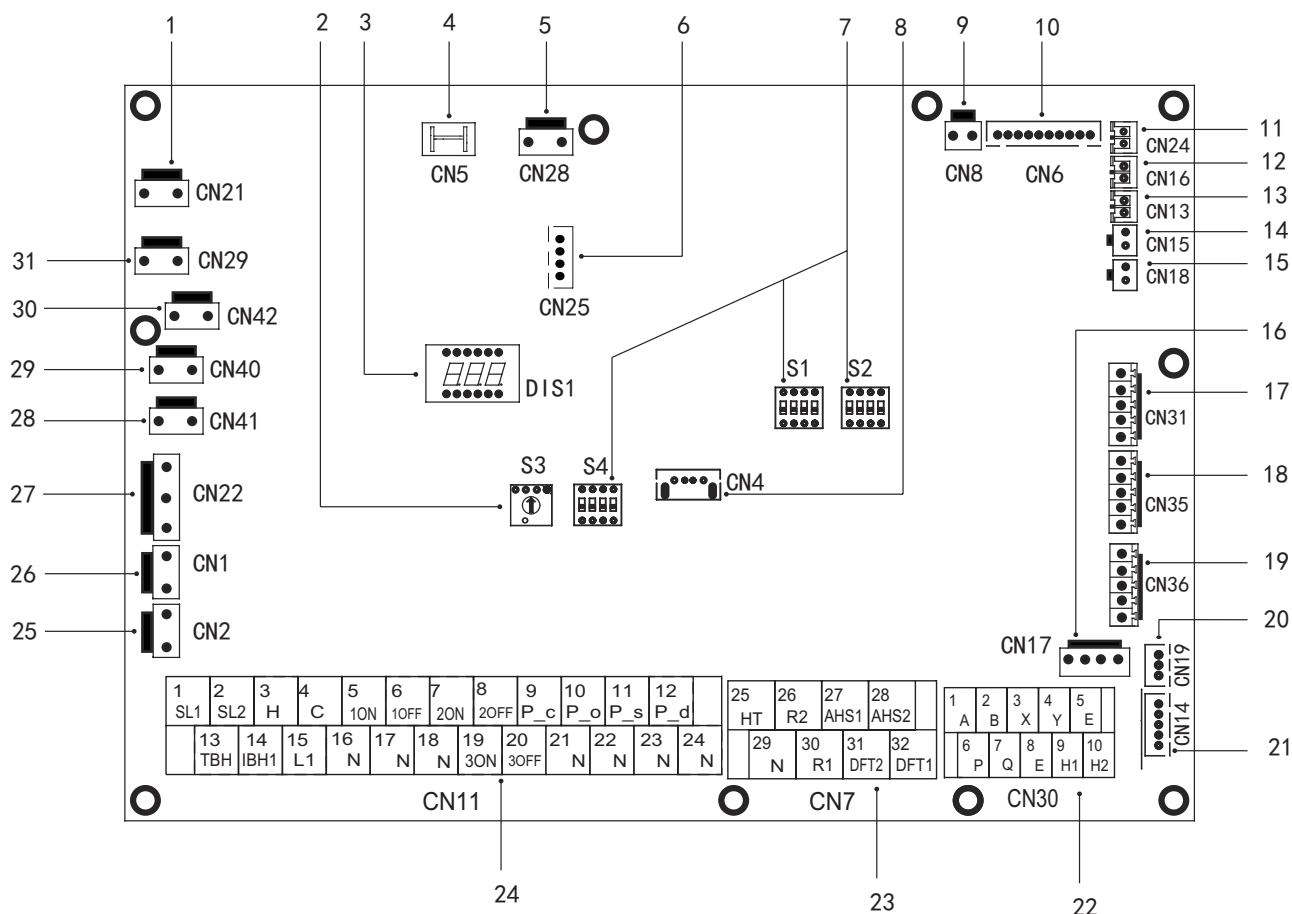 1 2 3 4 5 6 7 8 9 10
11
CN5 CN28 CN8 CN6 CN24
12
CN21 CN16
13
CN13
14
CN15
31 CN29 15
CN18
CN25
30 CN42
16
29 CN40 S1 S2
DIS1
17
28 CN41 CN31
S3 S4
18
27 CN22 CN4
CN35
2
26 CN1 19
CN36
20
25 CN2
CN17 CN19
1 2 3 4 5 6 7 8 9 10 11 12
SL1 SL2 H C 1ON 1OFF 2ON 2OFF P_c P_o P_s P_d
13 14 15 16 17 18 19 20 21 22 23 24
TBH IBH1 L1 N N N 3ON 3OFF N N N N
CN11
25 26 27 28
HT R2 AHS1 AHS2
29 30 31 32
N R1 DFT2 DFT1
CN7
1 2 3 4 5
A B X Y E
6 7 8 9 10
P Q E H1 H2
CN30
CN14
21
24 23 22